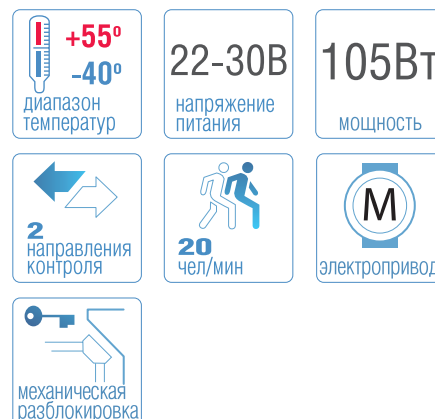 +55º
-40º
диапазон
температур
22-30В
напряжение
питания
105Вт
мощность
2
направления
контроля
20
чел/мин
М
электропривод
механическая
разблокировка